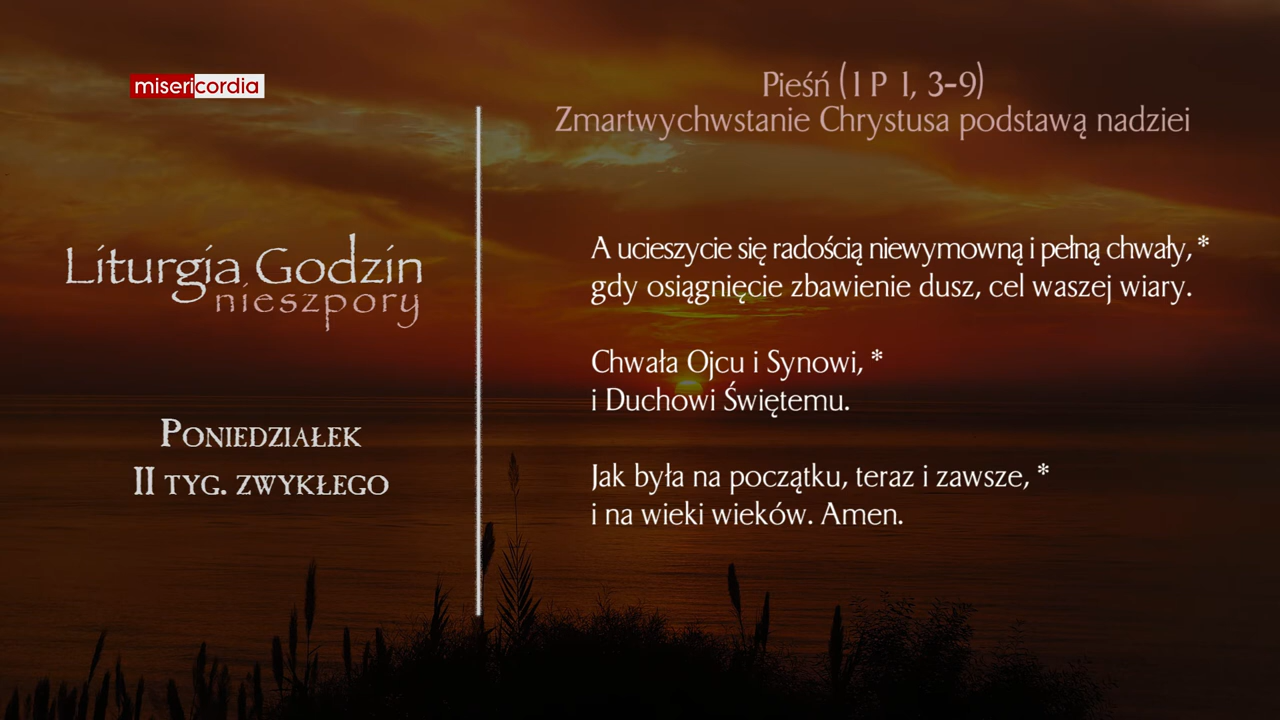 misericordia
Liturgia Godzin
nieszpory
Poniedziałek
II tyg. zwykłego
Pieśń (1 P 1, 3-9)
Zmartwychwstanie Chrystusa podstawą nadziei
A ucieszycie się radością niewymowną i pełną chwały, *
gdy osiągnięcie zbawienie dusz, cel waszej wiary.
Chwała Ojcu i Synowi, *
i Duchowi Świętemu.
Jak była na początku, teraz i zawsze, *
i na wieki wieków. Amen.